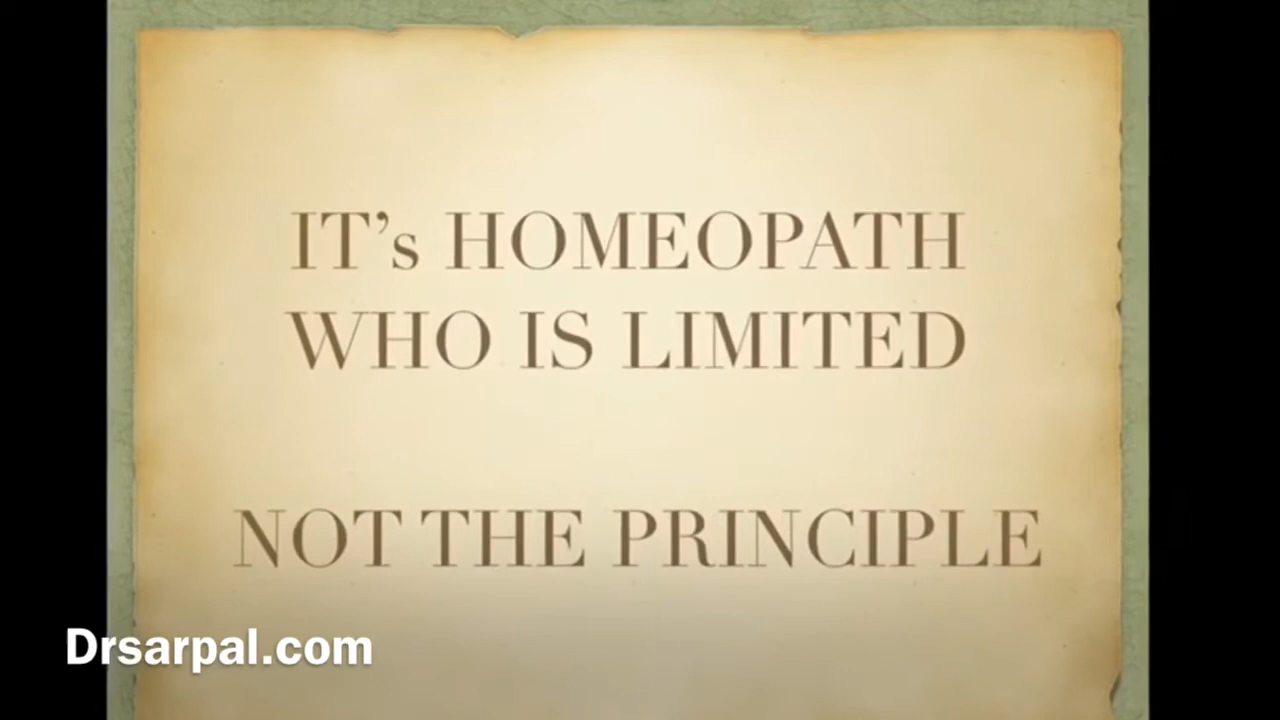 IT’s HOMEOPATH
WHO IS LIMITED
NOT THE PRINCIPLE
Drsarpal.com